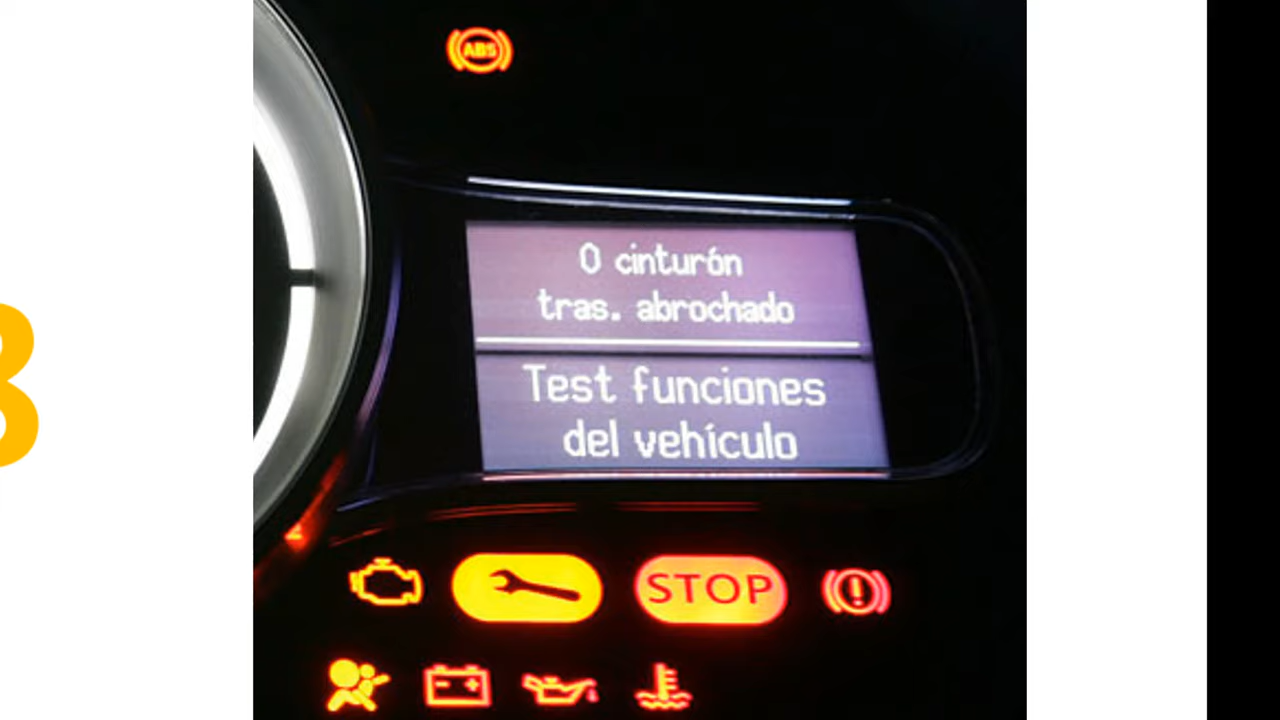 ABS
0 cinturón
tras. abrochado
Test funciones
del vehículo
STOP